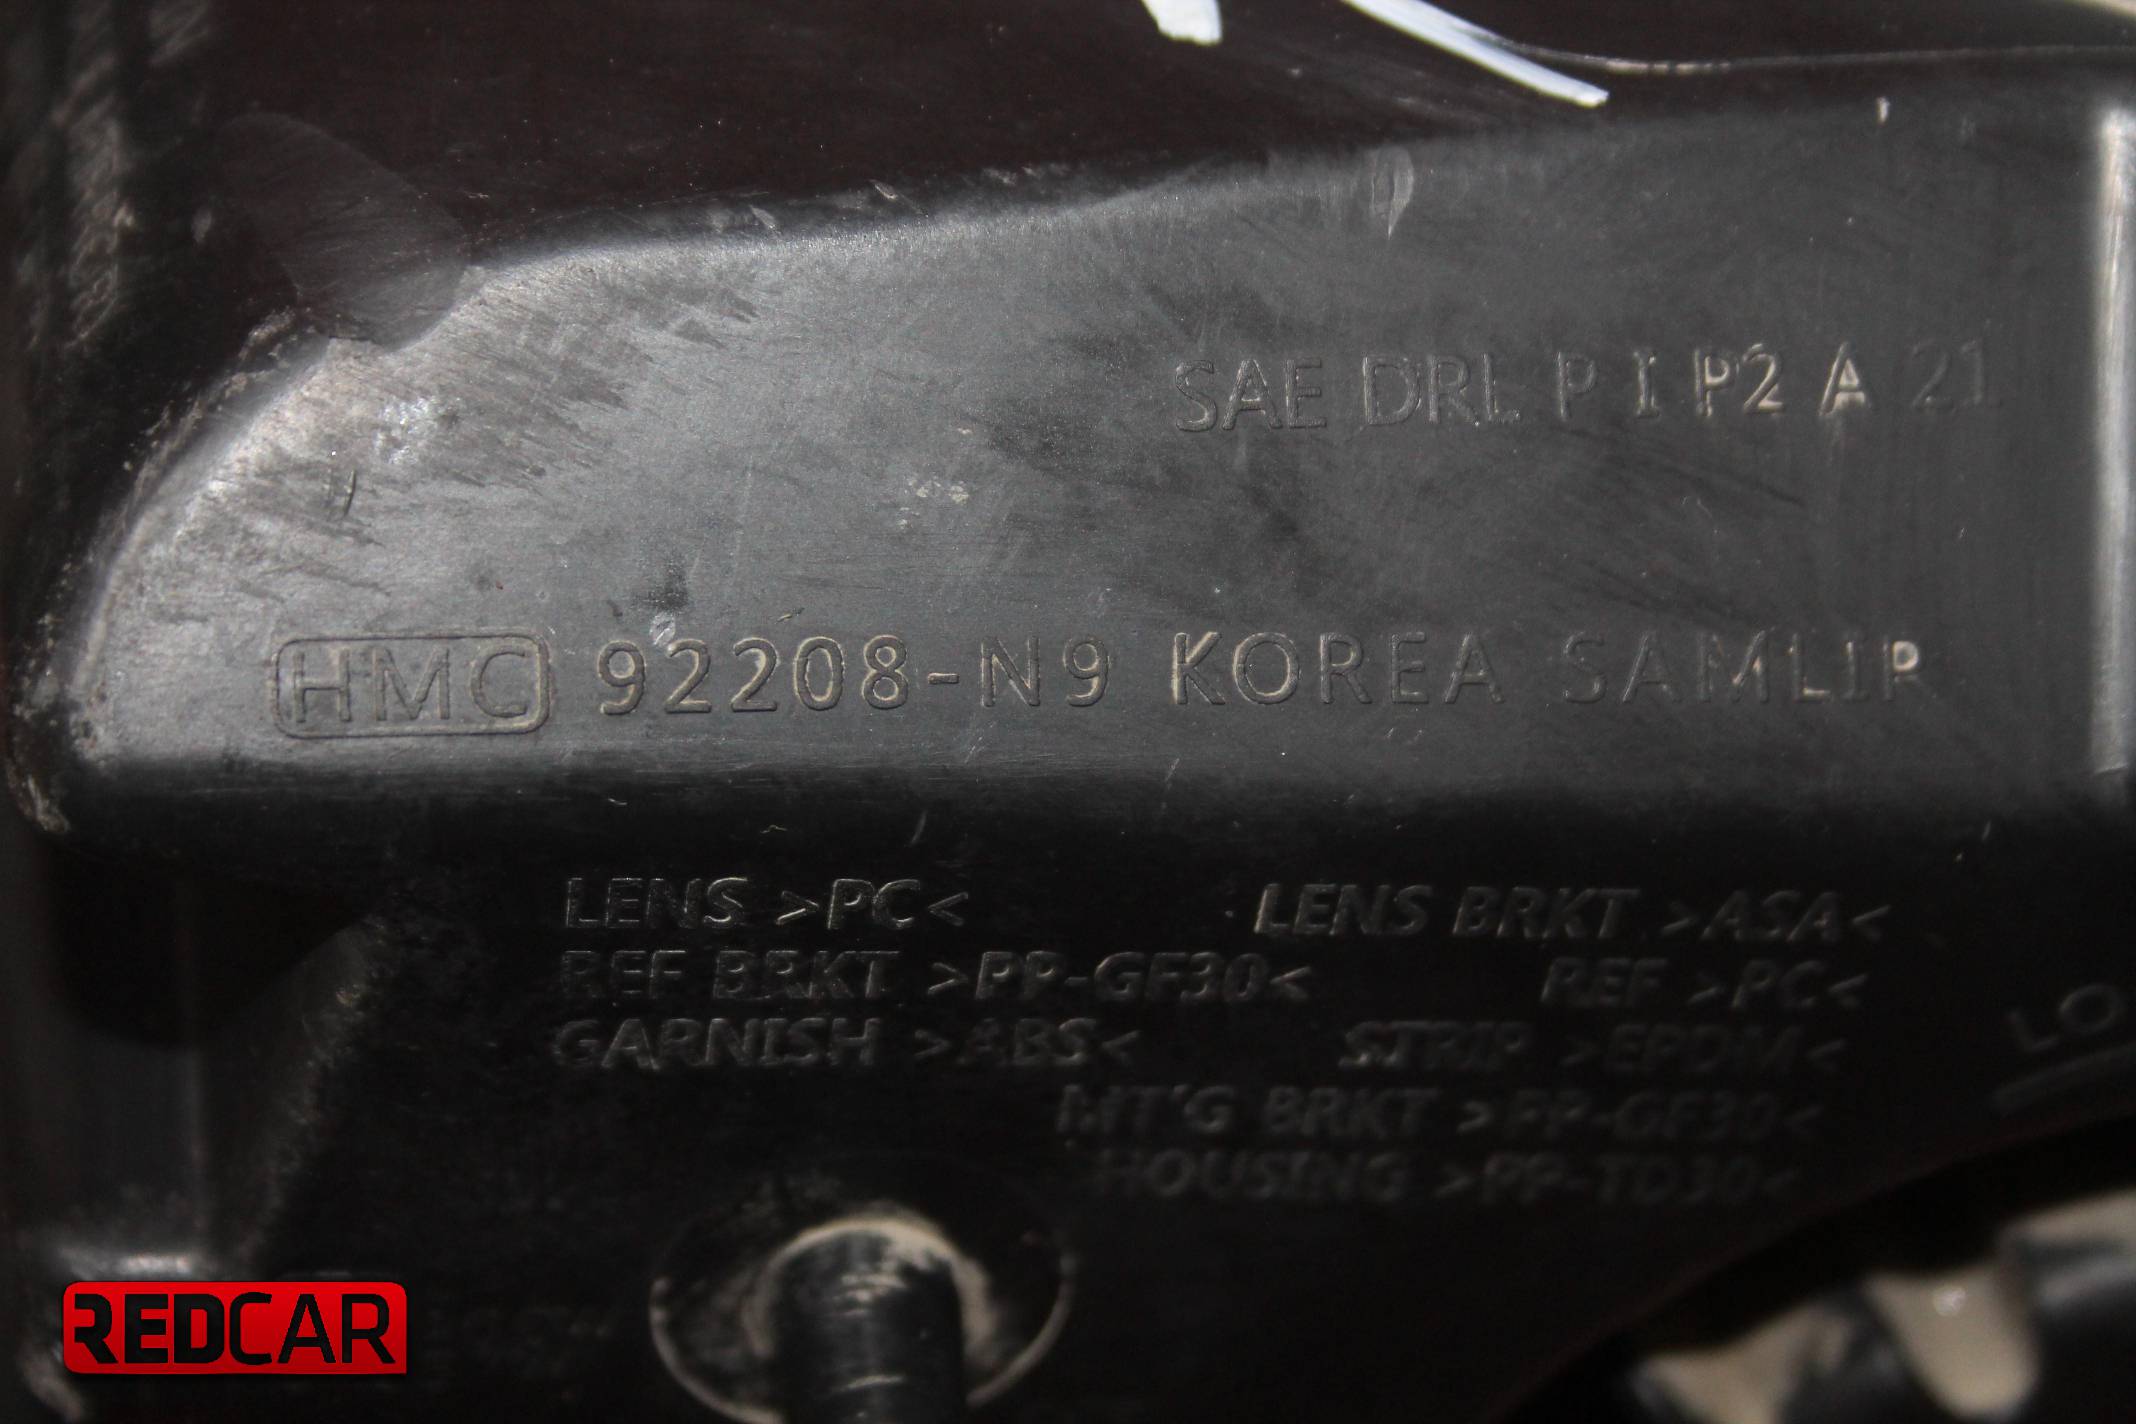 SAE DRL P I P2 A 21
HMC 92208-N9 KOREA SAMLIP
LENS >PC< LENS BRKT >ASA<
REF BRKT >PP-GF30< REF >PC<
GARNISH >ABS< STRIP >EPDM<
MT'G BRKT >PP-GF30<
HOUSING >PP-TD30<
LO
REDCAR